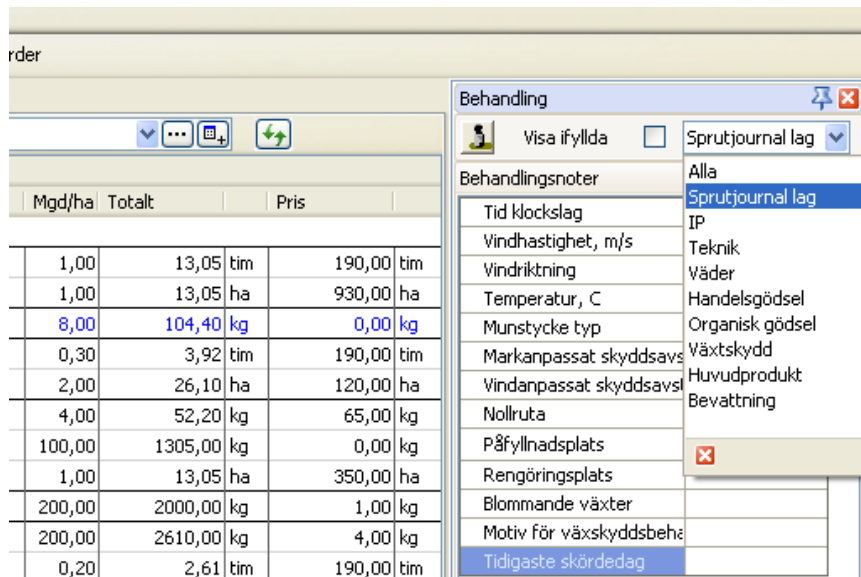 rder
Behandling
Visa ifyllda Sprutjournal lag
Behandlingsnoter
Alla
Sprutjournal lag
IP
Teknik
Väder
Handelsgödsel
Organisk gödsel
Växtskydd
Huvudprodukt
Bevattning
Mgd/ha Totalt Pris
1,00 13,05 tim 190,00 tim
1,00 13,05 ha 930,00 ha
8,00 104,40 kg 0,00 kg
0,30 3,92 tim 190,00 tim
2,00 26,10 ha 120,00 ha
4,00 52,20 kg 65,00 kg
100,00 1305,00 kg 0,00 kg
1,00 13,05 ha 350,00 ha
200,00 2000,00 kg 1,00 kg
200,00 2610,00 kg 4,00 kg
0,20 2,61 tim 190,00 tim
Tid klockslag
Vindhastighet, m/s
Vindriktning
Temperatur, C
Munstycke typ
Markanpassat skyddsavs
Vindanpassat skyddsavst
Nollruta
Påfyllnadsplats
Rengöringsplats
Blommande växter
Motiv för växskyddsbeha
Tidigaste skördedag